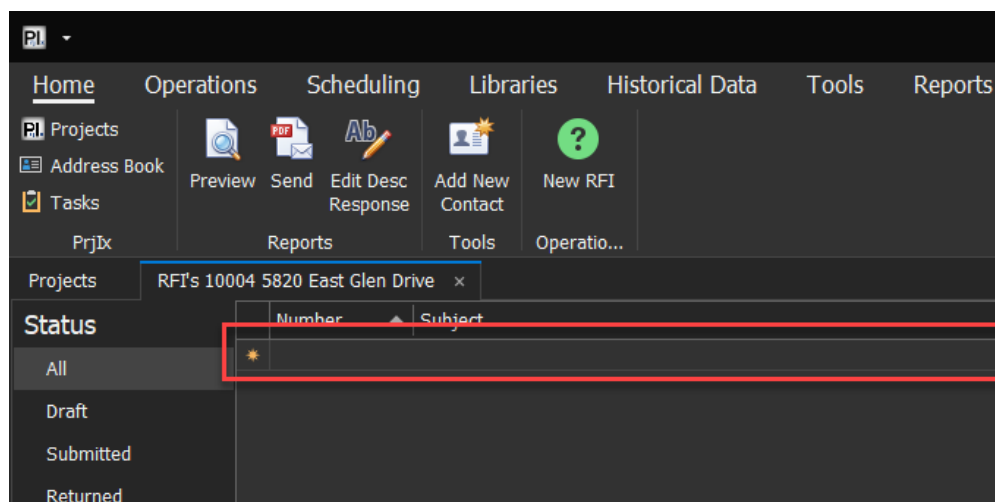 PI.
Home Operations Scheduling Libraries Historical Data Tools Reports
PI. Projects
Address Book
Tasks
PrjIx
Preview
PDF
Send
Ab
Edit Desc
Response
Reports
Add New
Contact
Tools
?
New RFI
Operatio...
Projects RFI's 10004 5820 East Glen Drive ×
Status
All
Draft
Submitted
Returned
Number Subject